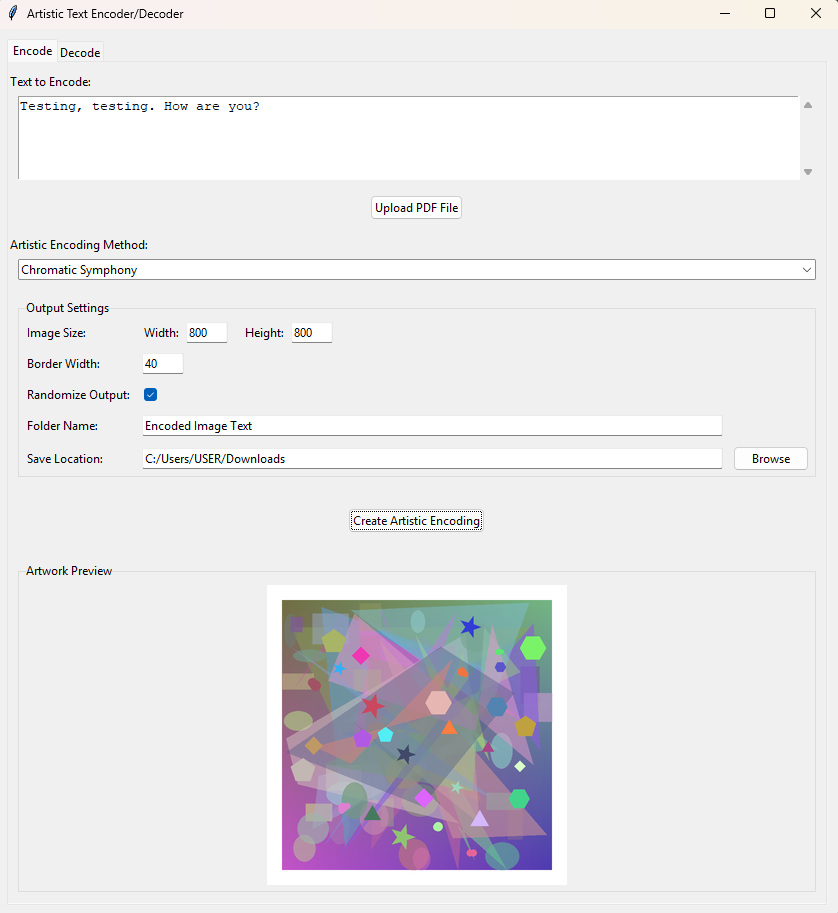 Artistic Text Encoder/Decoder
Encode Decode
Text to Encode:
Testing, testing. How are you?
Upload PDF File
Artistic Encoding Method:
Chromatic Symphony
Output Settings
Image Size: Width: 800 Height: 800
Border Width: 40
Randomize Output:
Folder Name: Encoded Image Text
Save Location: C:/Users/USER/Downloads Browse
Create Artistic Encoding
Artwork Preview